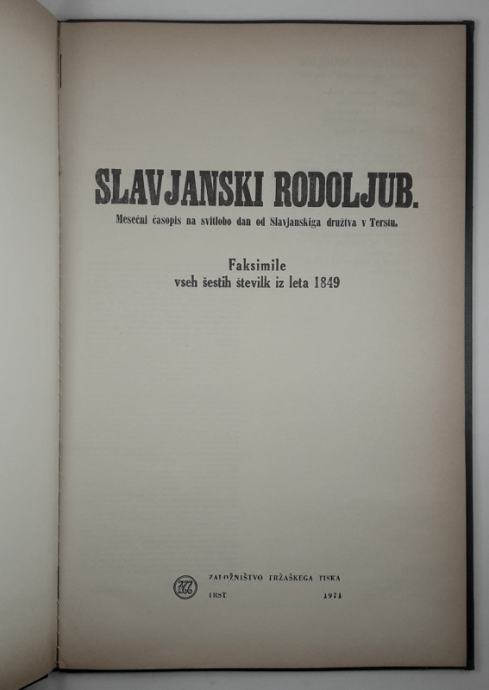 SLAVJANSKI RODOLJUB.
Mesečni časopis na svitlobo dan od Slavjanskiga družtva v Terstu.
Faksimile
vseh šestih številk iz leta 1849
ZALOŽNIŠTVO TRŽAŠKEGA TISKA
TRST 1971